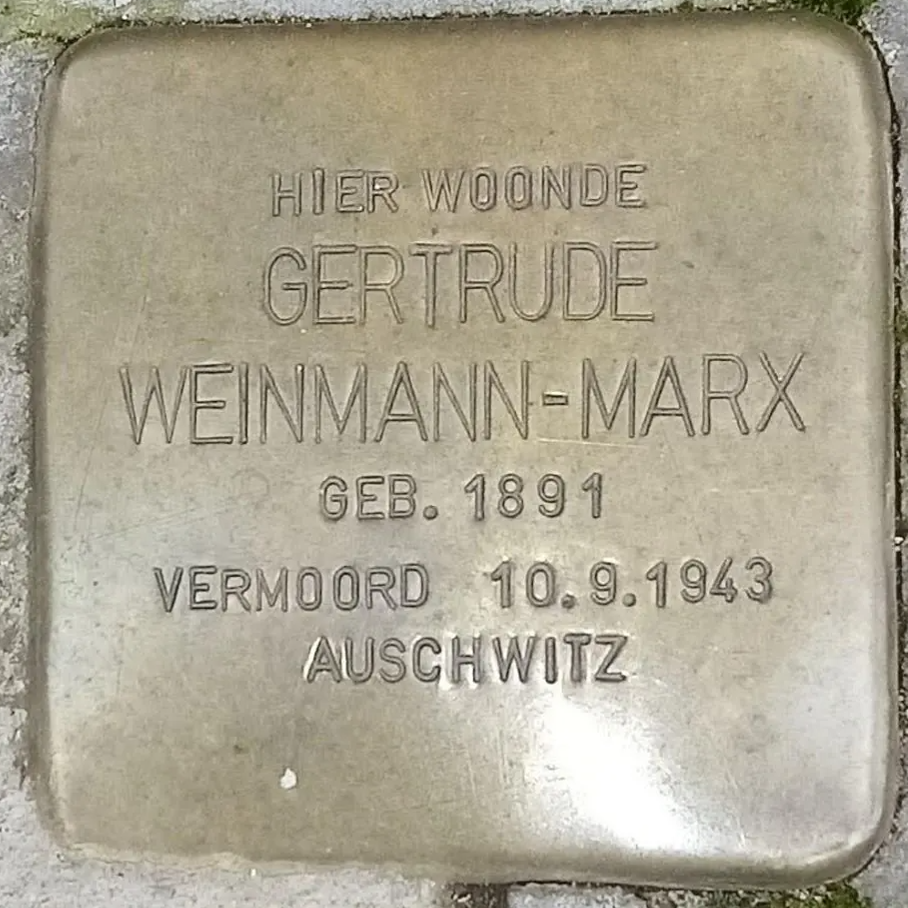 HIER WOONDE
GERTRUDE
WEINMANN-MARX
GEB. 1891
VERMOORD 10.9.1943
AUSCHWITZ